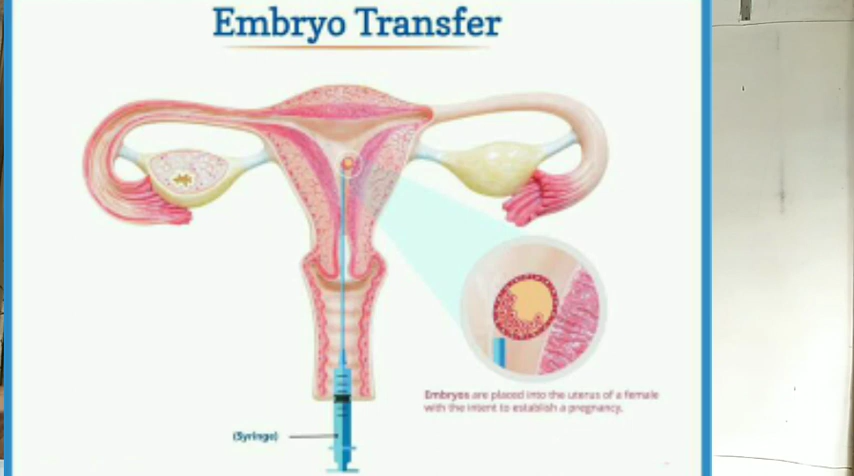 Embryo Transfer
Embryos are placed into the uterus of a female
with the intent to establish a pregnancy.
(Syringe)